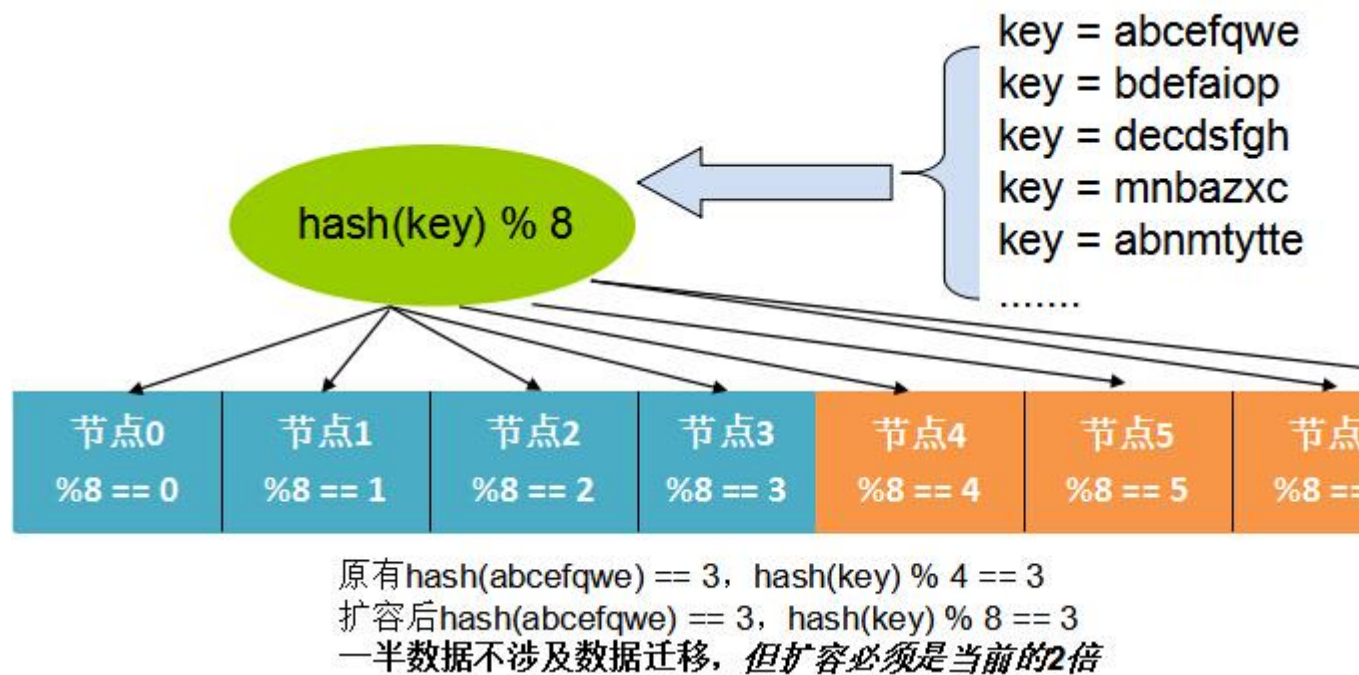 key = abcefqwe
key = bdefaiop
key = decdsfgh
key = mnbazxc
key = abnmtytte
.......
hash(key) % 8
节点0 节点1 节点2 节点3 节点4 节点5 节点
%8 == 0 %8 == 1 %8 == 2 %8 == 3 %8 == 4 %8 == 5 %8 ==
原有hash(abcefqwe) == 3，hash(key) % 4 == 3
扩容后hash(abcefqwe) == 3，hash(key) % 8 == 3
一半数据不涉及数据迁移，但扩容必须是当前的2倍